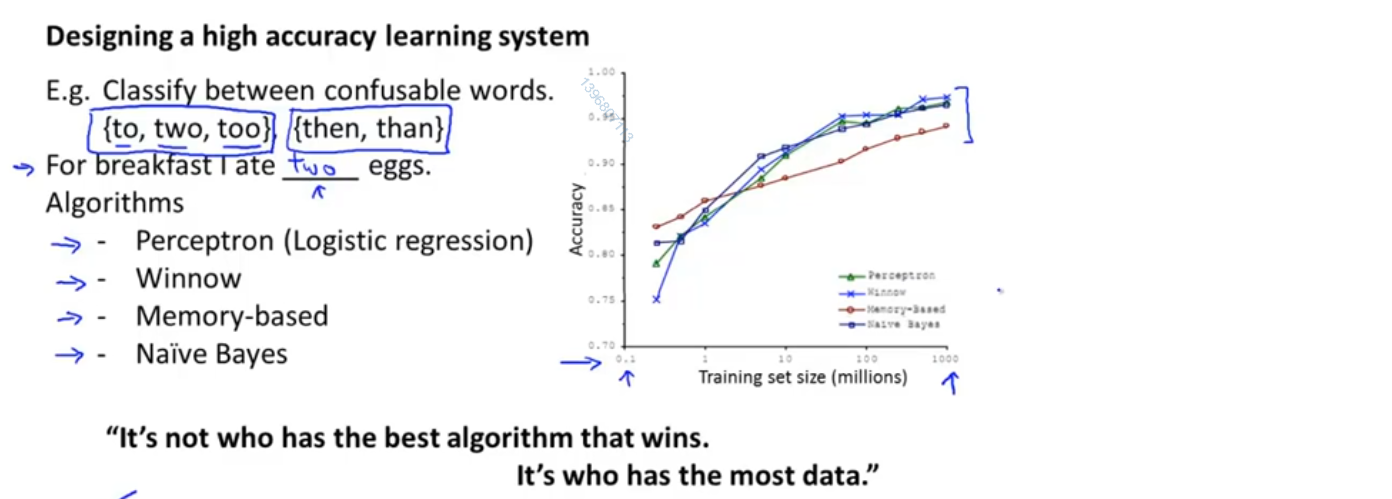 Designing a high accuracy learning system
E.g. Classify between confusable words.
{to, two, too}, {then, than}
For breakfast I ate two eggs.
Algorithms
- Perceptron (Logistic regression)
- Winnow
- Memory-based
- Naïve Bayes
1.00
0.95
0.90
0.85
0.80
0.75
0.70
Accuracy
Perceptron
Winnow
Memory-Based
Naïve Bayes
0.1 1 10 100 1000
Training set size (millions)
“It’s not who has the best algorithm that wins.
It’s who has the most data.”